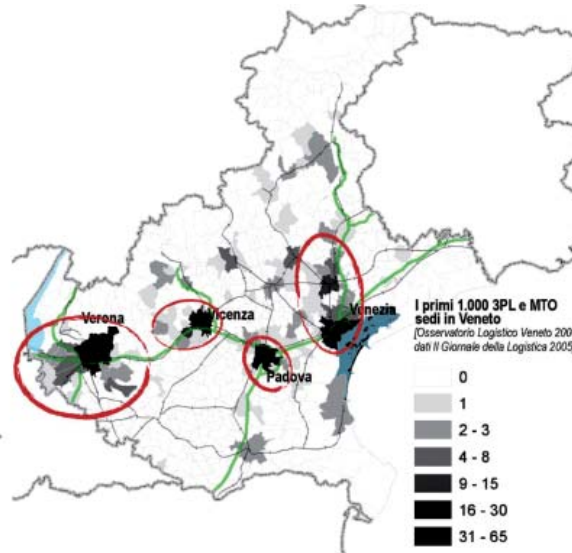 Verona
Vicenza
Padova
Venezia
I primi 1.000 3PL e MTO
sedi in Veneto
[Osservatorio Logistico Veneto 200
dati Il Giornale della Logistica 2005]
0
1
2 - 3
4 - 8
9 - 15
16 - 30
31 - 65